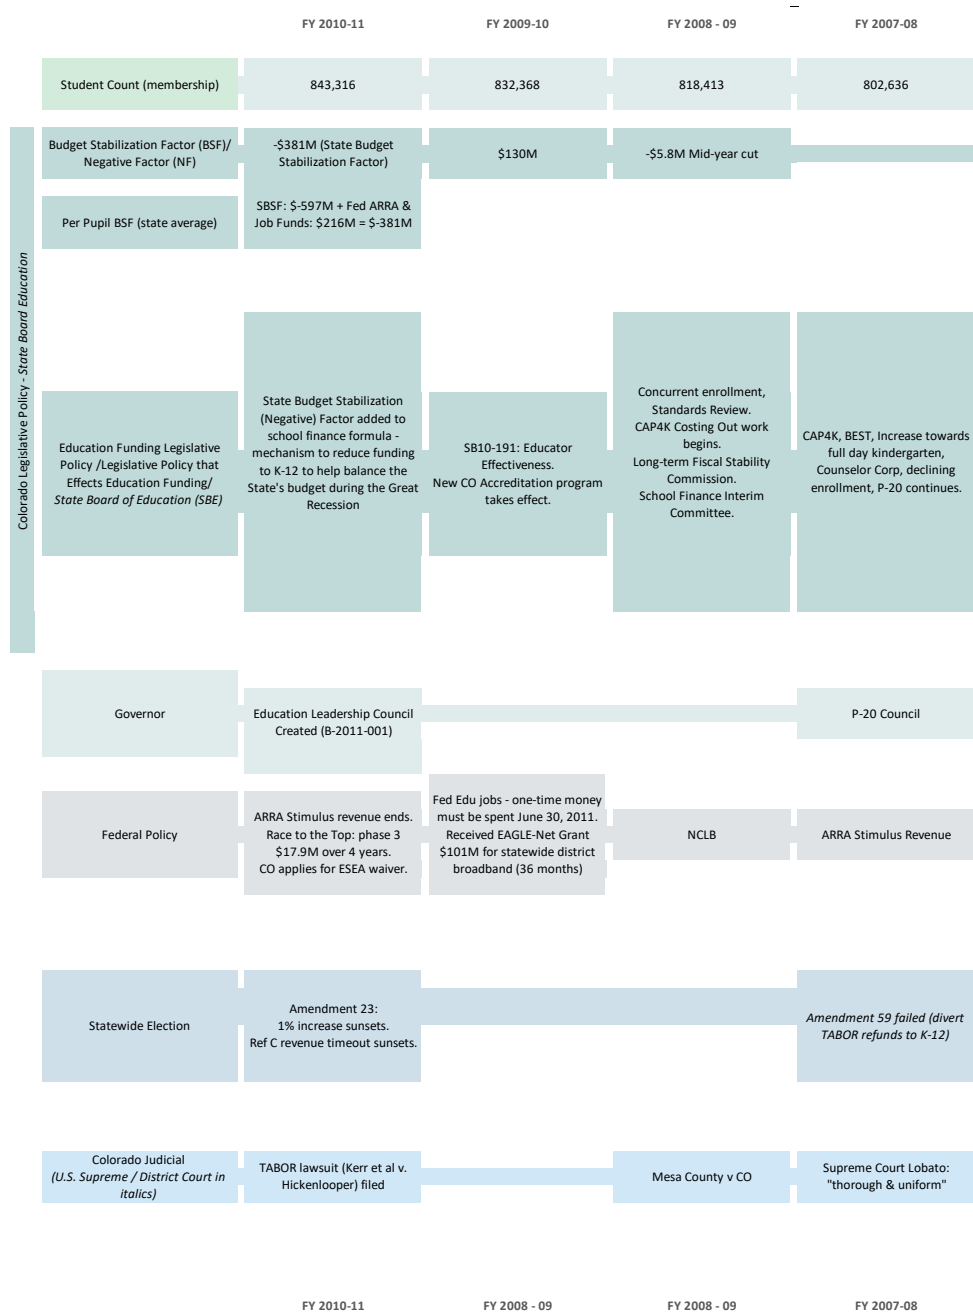 FY 2010-11
FY 2009-10
FY 2008 - 09
FY 2007-08
Student Count (membership)
843,316
832,368
818,413
802,636
Colorado Legislative Policy - State Board Education
Budget Stabilization Factor (BSF)/
Negative Factor (NF)
-$381M (State Budget
Stabilization Factor)
$130M
-$5.8M Mid-year cut
Per Pupil BSF (state average)
SBSF: $-597M + Fed ARRA &
Job Funds: $216M = $-381M
Education Funding Legislative
Policy /Legislative Policy that
Effects Education Funding/
State Board of Education (SBE)
State Budget Stabilization
(Negative) Factor added to
school finance formula -
mechanism to reduce funding
to K-12 to help balance the
State's budget during the Great
Recession
SB10-191: Educator
Effectiveness.
New CO Accreditation program
takes effect.
Concurrent enrollment,
Standards Review.
CAP4K Costing Out work
begins.
Long-term Fiscal Stability
Commission.
School Finance Interim
Committee.
CAP4K, BEST, Increase towards
full day kindergarten,
Counselor Corp, declining
enrollment, P-20 continues.
Governor
Education Leadership Council
Created (B-2011-001)
P-20 Council
Federal Policy
ARRA Stimulus revenue ends.
Race to the Top: phase 3
$17.9M over 4 years.
CO applies for ESEA waiver.
Fed Edu jobs - one-time money
must be spent June 30, 2011.
Received EAGLE-Net Grant
$101M for statewide district
broadband (36 months)
NCLB
ARRA Stimulus Revenue
Statewide Election
Amendment 23:
1% increase sunsets.
Ref C revenue timeout sunsets.
Amendment 59 failed (divert
TABOR refunds to K-12)
Colorado Judicial
(U.S. Supreme / District Court in
italics)
TABOR lawsuit (Kerr et al v.
Hickenlooper) filed
Mesa County v CO
Supreme Court Lobato:
"thorough & uniform"
FY 2010-11
FY 2008 - 09
FY 2008 - 09
FY 2007-08